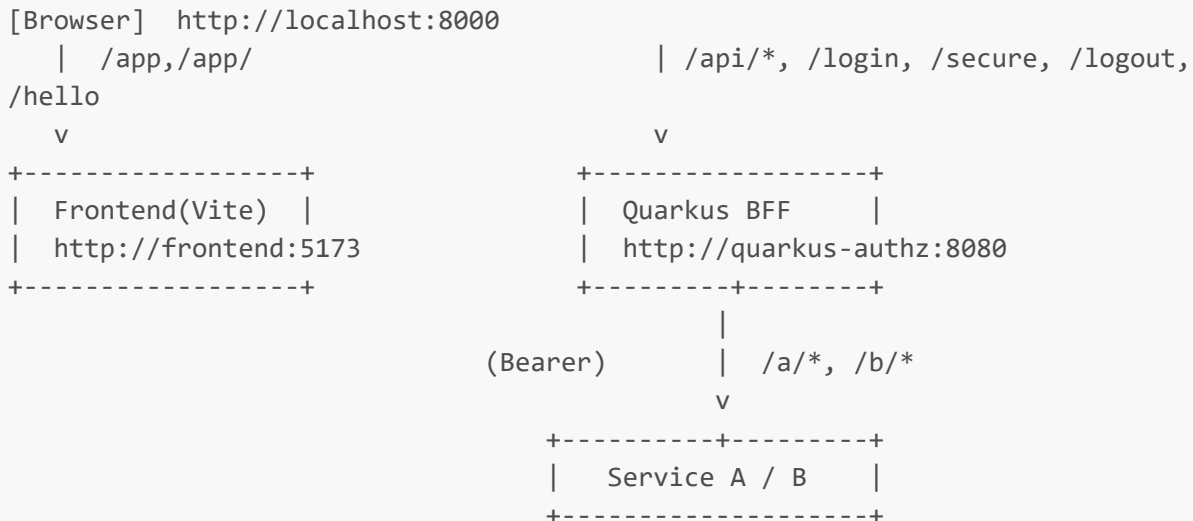 [Browser]  http://localhost:8000
   |  /app,/app/                       | /api/*, /login, /secure, /logout,
/hello
   v                                   v
+------------------+              +------------------+
|  Frontend(Vite)  |              |  Quarkus BFF     |
|  http://frontend:5173           |  http://quarkus-authz:8080
+------------------+              +---------+--------+
                                            |
                            (Bearer)        |  /a/*, /b/*
                                            v
                                +----------+---------+
                                |   Service A / B    |
                                +--------------------+